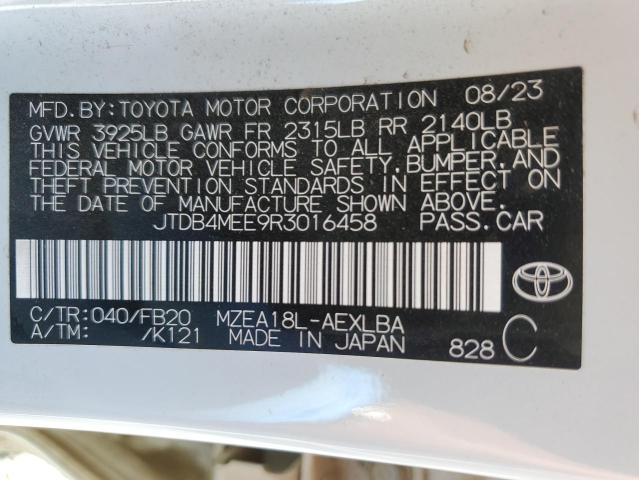 MFD.BY:TOYOTA MOTOR CORPORATION 08/23
GVWR 3925LB GAWR FR 2315LB RR 2140LB
THIS VEHICLE CONFORMS TO ALL APPLICABLE
FEDERAL MOTOR VEHICLE SAFETY,BUMPER,AND
THEFT PREVENTION STANDARDS IN EFFECT ON
THE DATE OF MANUFACTURE SHOWN ABOVE.
JTDB4MEE9R3016458 PASS.CAR
C/TR:040/FB20 MZEA18L-AEXLBA
A/TM: /K121 MADE IN JAPAN 828 C